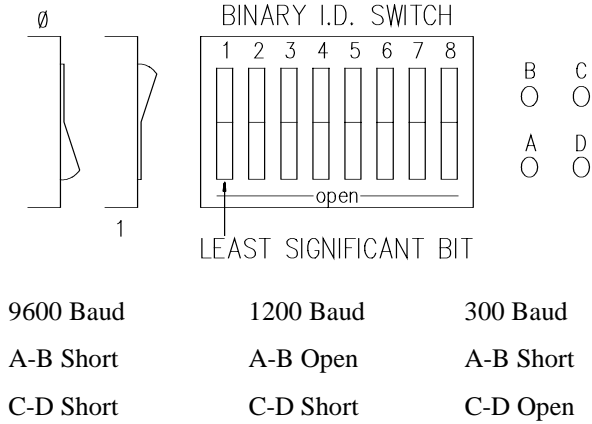 Ø
BINARY I.D. SWITCH
1 2 3 4 5 6 7 8
B C
A D
open
1
LEAST SIGNIFICANT BIT
9600 Baud 1200 Baud 300 Baud
A-B Short A-B Open A-B Short
C-D Short C-D Short C-D Open